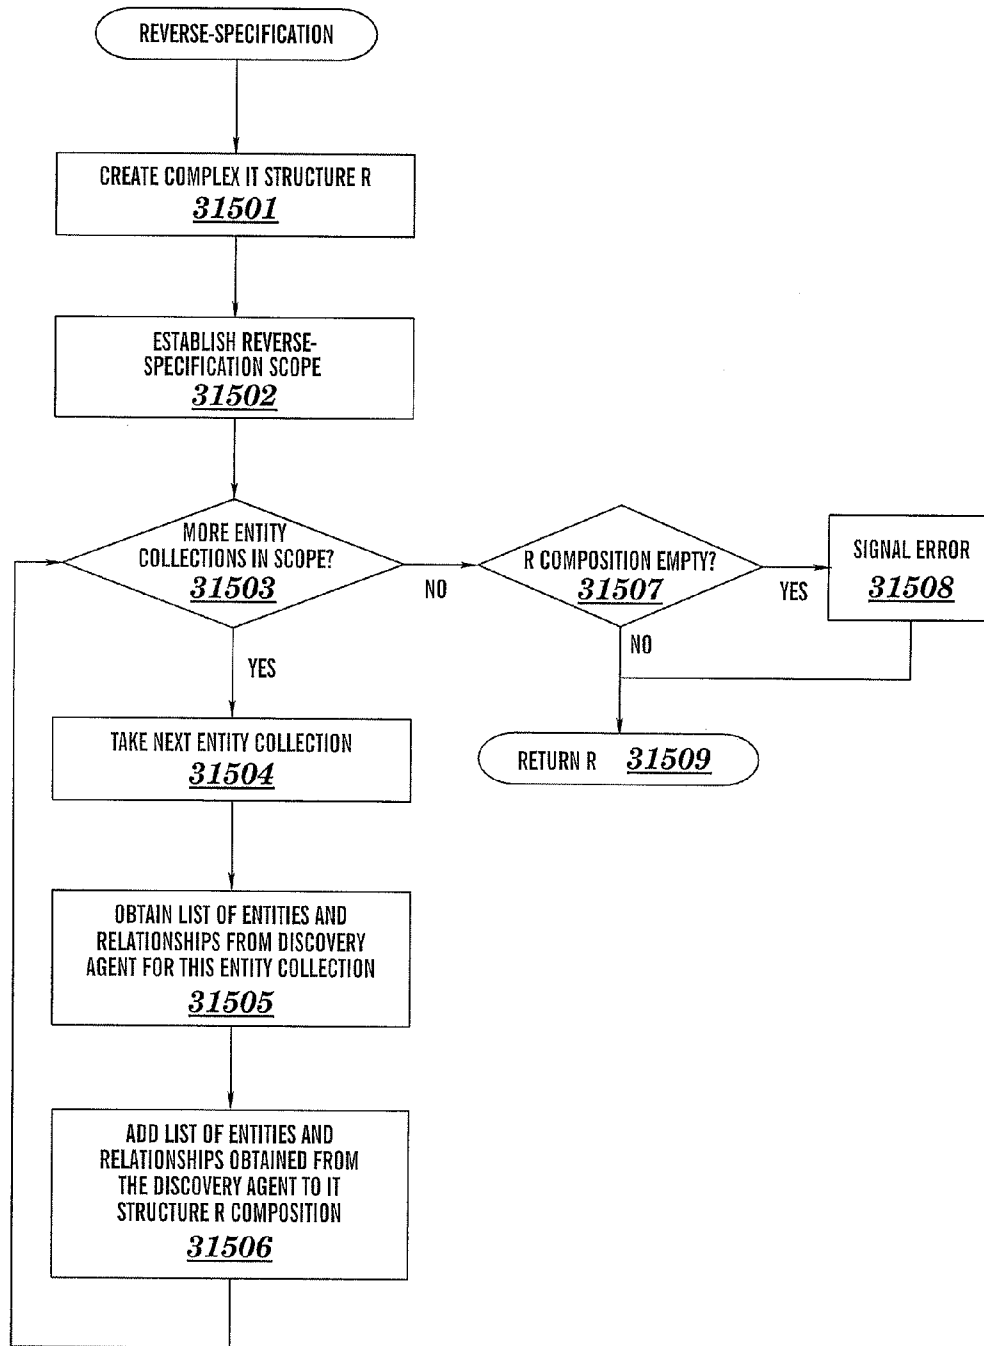 REVERSE-SPECIFICATION
CREATE COMPLEX IT STRUCTURE R
31501
ESTABLISH REVERSE-
SPECIFICATION SCOPE
31502
MORE ENTITY
COLLECTIONS IN SCOPE?
31503
NO
YES
R COMPOSITION EMPTY?
31507
YES
NO
SIGNAL ERROR
31508
RETURN R 31509
TAKE NEXT ENTITY COLLECTION
31504
OBTAIN LIST OF ENTITIES AND
RELATIONSHIPS FROM DISCOVERY
AGENT FOR THIS ENTITY COLLECTION
31505
ADD LIST OF ENTITIES AND
RELATIONSHIPS OBTAINED FROM
THE DISCOVERY AGENT TO IT
STRUCTURE R COMPOSITION
31506